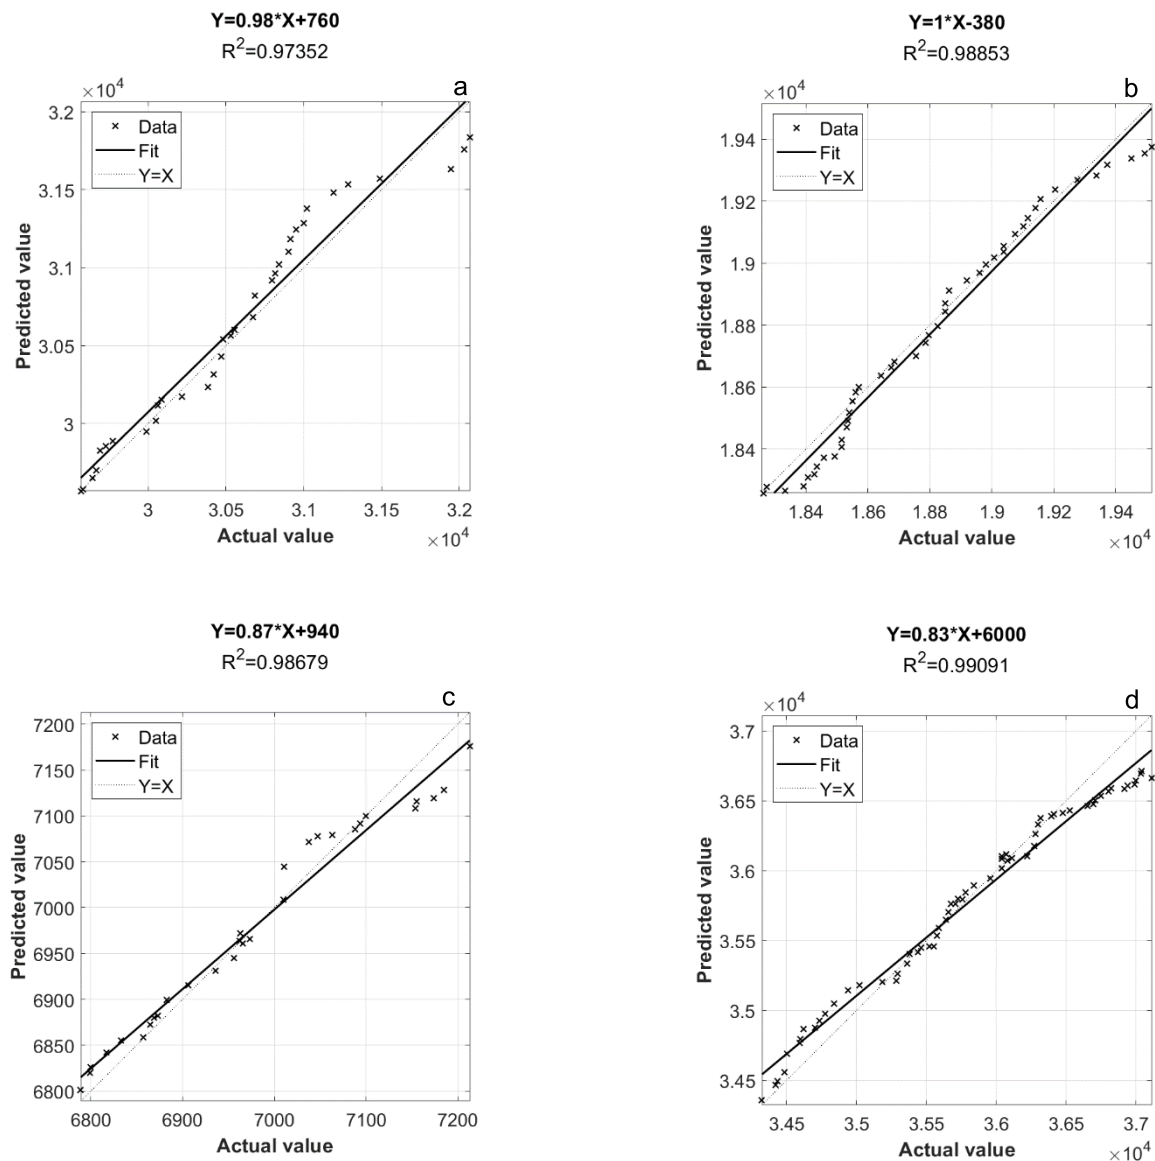 Y=0.98*X+760
R²=0.97352
×10⁴
a
3.2
3.15
3.1
3.05
3
Data
Fit
Y=X
Predicted value
3
3.05
3.1
3.15
3.2
Actual value
×10⁴
Y=1*X-380
R²=0.98853
×10⁴
b
1.94
1.92
1.9
1.88
1.86
1.84
Data
Fit
Y=X
Predicted value
1.84
1.86
1.88
1.9
1.92
1.94
Actual value
×10⁴
Y=0.87*X+940
R²=0.98679
c
7200
7150
7100
7050
7000
6950
6900
6850
6800
Data
Fit
Y=X
Predicted value
6800
6900
7000
7100
7200
Actual value
Y=0.83*X+6000
R²=0.99091
×10⁴
d
3.7
3.65
3.6
3.55
3.5
3.45
Data
Fit
Y=X
Predicted value
3.45
3.5
3.55
3.6
3.65
3.7
Actual value
×10⁴